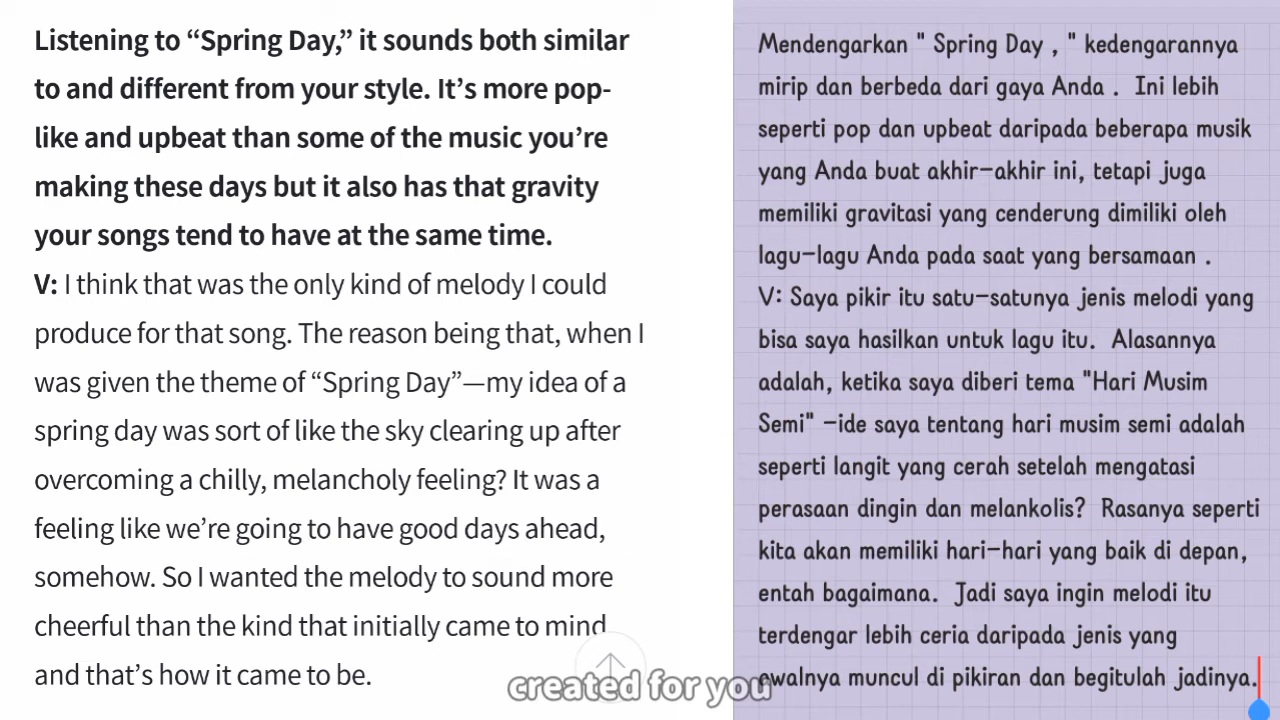 Listening to “Spring Day,” it sounds both similar
to and different from your style. It’s more pop-
like and upbeat than some of the music you’re
making these days but it also has that gravity
your songs tend to have at the same time.
V: I think that was the only kind of melody I could
produce for that song. The reason being that, when I
was given the theme of “Spring Day”—my idea of a
spring day was sort of like the sky clearing up after
overcoming a chilly, melancholy feeling? It was a
feeling like we’re going to have good days ahead,
somehow. So I wanted the melody to sound more
cheerful than the kind that initially came to mind
and that’s how it came to be.
Mendengarkan " Spring Day , " kedengarannya
mirip dan berbeda dari gaya Anda . Ini lebih
seperti pop dan upbeat daripada beberapa musik
yang Anda buat akhir-akhir ini, tetapi juga
memiliki gravitasi yang cenderung dimiliki oleh
lagu-lagu Anda pada saat yang bersamaan .
V: Saya pikir itu satu-satunya jenis melodi yang
bisa saya hasilkan untuk lagu itu. Alasannya
adalah, ketika saya diberi tema "Hari Musim
Semi" -ide saya tentang hari musim semi adalah
seperti langit yang cerah setelah mengatasi
perasaan dingin dan melankolis? Rasanya seperti
kita akan memiliki hari-hari yang baik di depan,
entah bagaimana. Jadi saya ingin melodi itu
terdengar lebih ceria daripada jenis yang
muncul di pikiran dan begitulah jadinya.
created for you